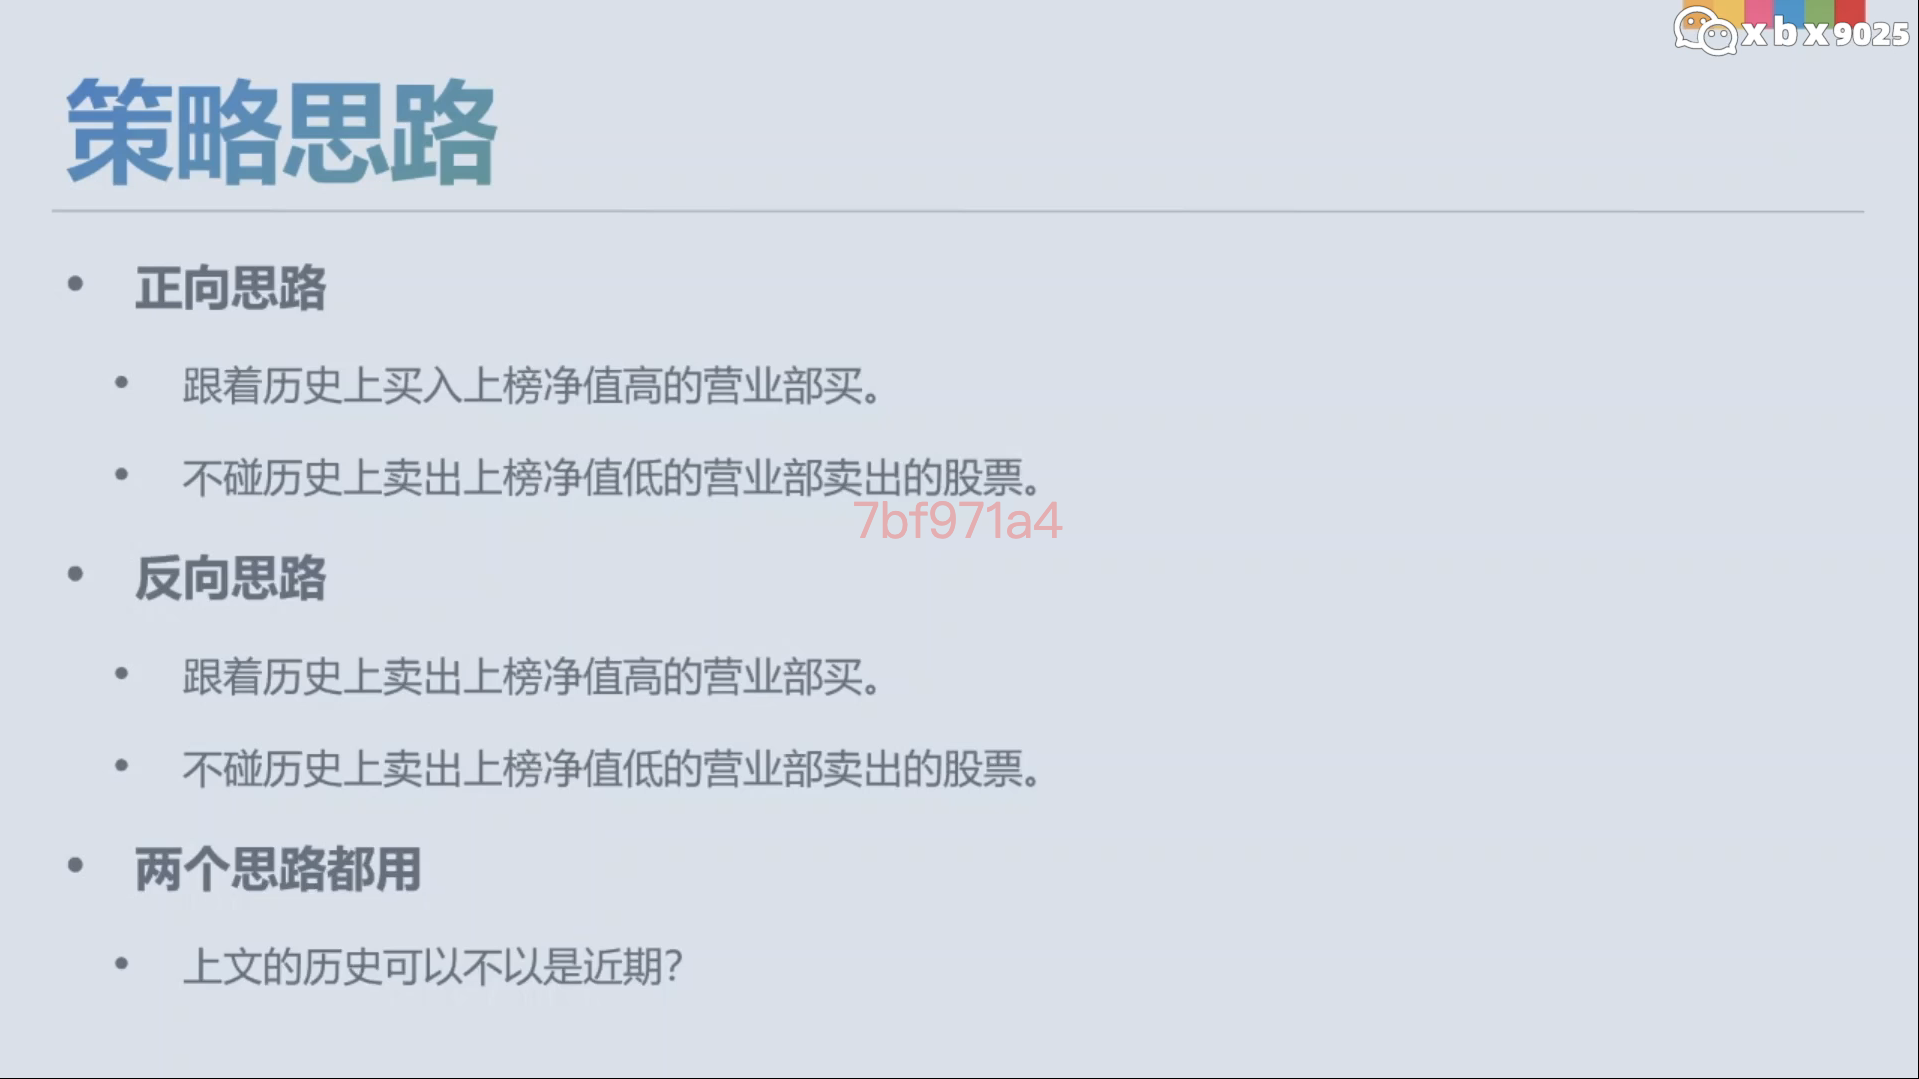 xbx9025
策略思路
• 正向思路
• 跟着历史上买入上榜净值高的营业部买。
• 不碰历史上卖出上榜净值低的营业部卖出的股票。
7bf971a4
• 反向思路
• 跟着历史上卖出上榜净值高的营业部买。
• 不碰历史上卖出上榜净值低的营业部卖出的股票。
• 两个思路都用
• 上文的历史可以不以是近期？